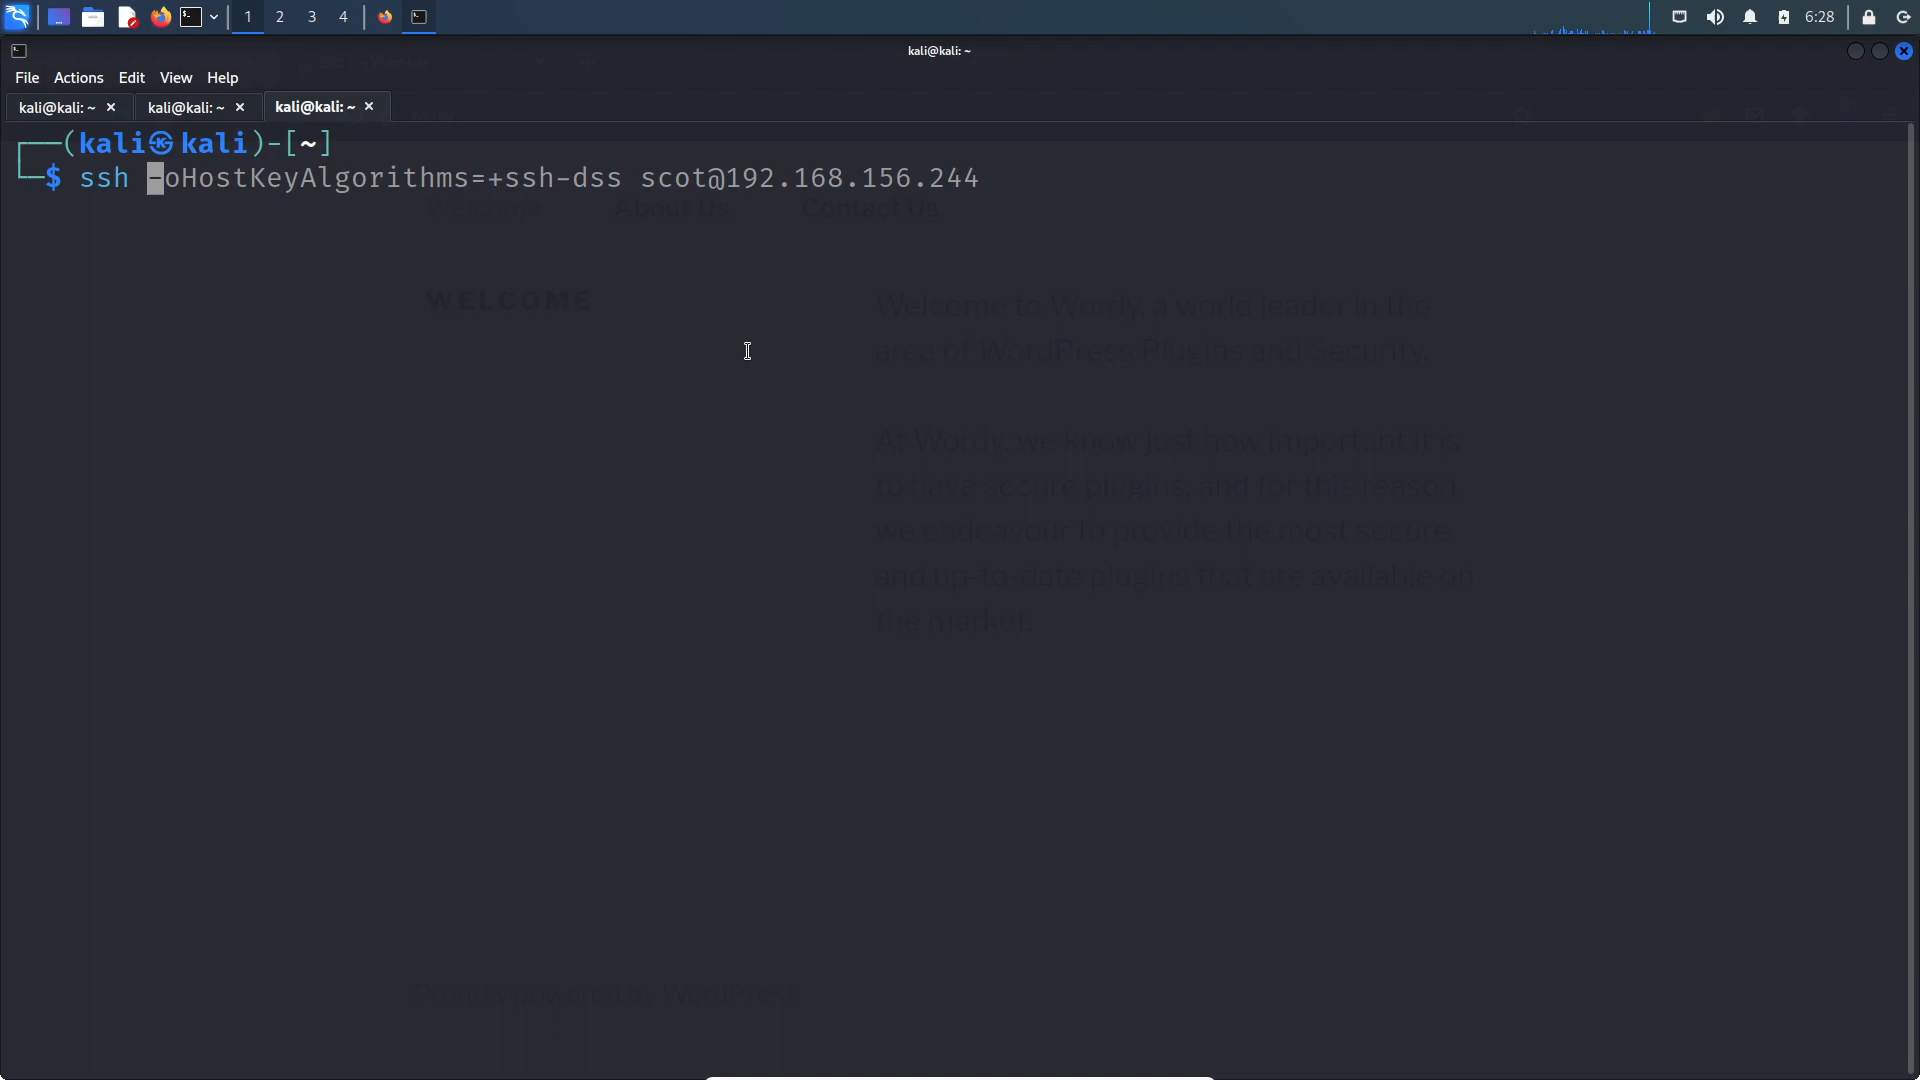 1 2 3 4 6:28
kali@kali: ~
File Actions Edit View Help
kali@kali: ~ × kali@kali: ~ × kali@kali: ~ ×
┌──(kali㉿kali)-[~]
└─$ ssh -oHostKeyAlgorithms=+ssh-dss scot@192.168.156.244
Welcome About Us Contact Us
WELCOME
Welcome to Wordy, a world leader in the
area of WordPress Plugins and Security.
At Wordy, we know just how important it is
to have secure plugins, and for this reason,
we endeavour to provide the most secure
and up-to-date plugins that are available on
the market.
Proudly powered by WordPress